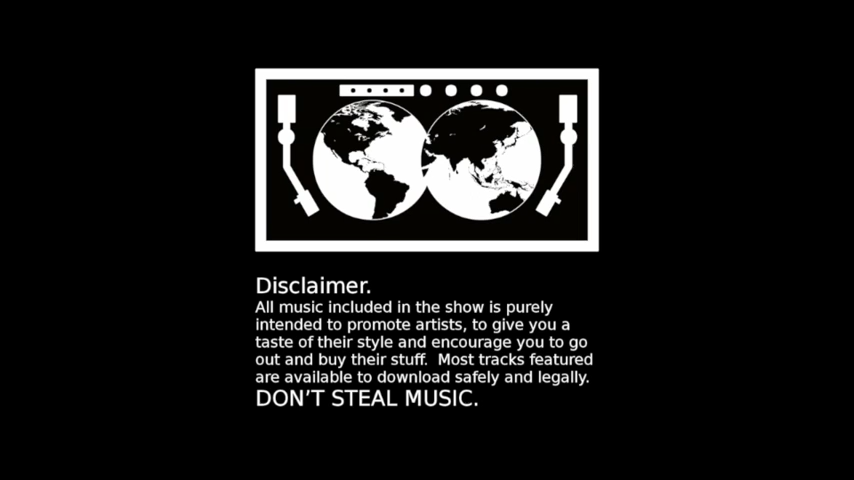 Disclaimer.
All music included in the show is purely
intended to promote artists, to give you a
taste of their style and encourage you to go
out and buy their stuff.  Most tracks featured
are available to download safely and legally.
DON’T STEAL MUSIC.